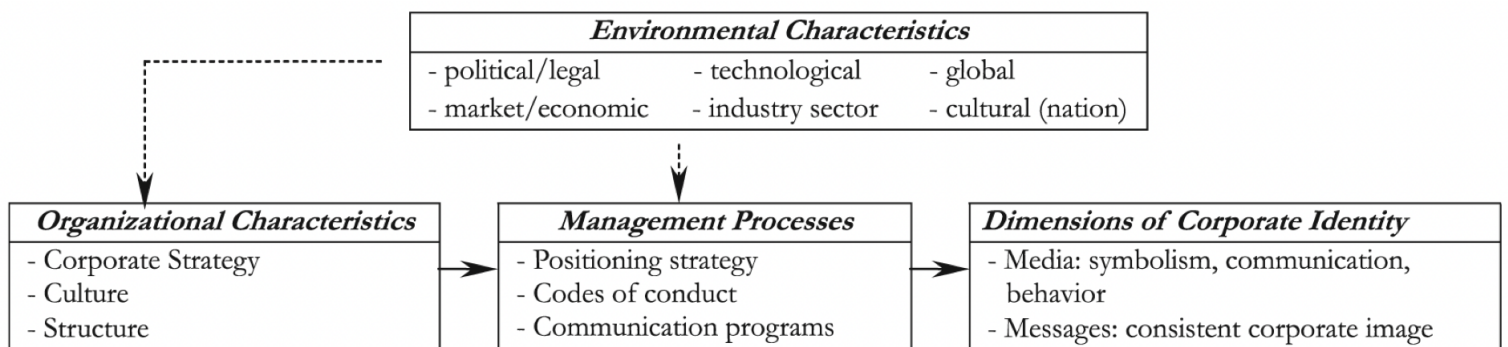 Environmental Characteristics
- political/legal - technological - global
- market/economic - industry sector - cultural (nation)
Organizational Characteristics
- Corporate Strategy
- Culture
- Structure
Management Processes
- Positioning strategy
- Codes of conduct
- Communication programs
Dimensions of Corporate Identity
- Media: symbolism, communication,
behavior
- Messages: consistent corporate image